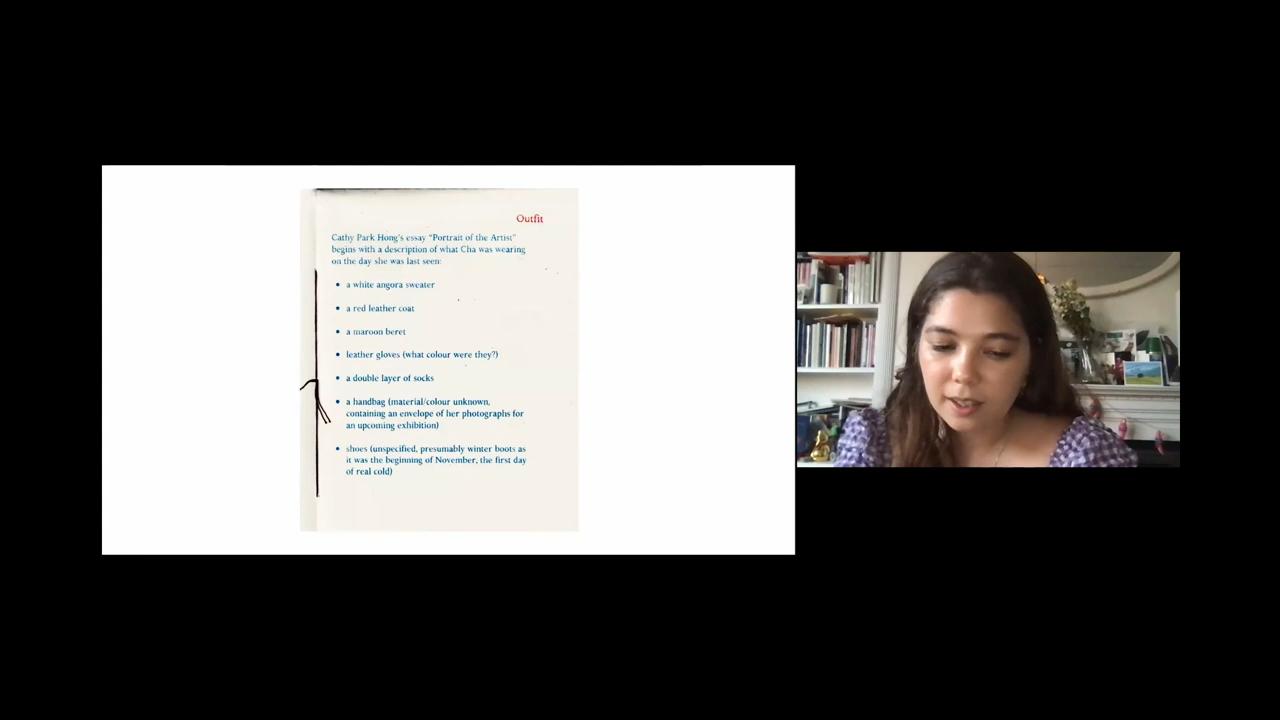 Outfit
Cathy Park Hong's essay "Portrait of the Artist"
begins with a description of what Cha was wearing
on the day she was last seen:
• a white angora sweater
• a red leather coat
• a maroon beret
• leather gloves (what colour were they?)
• a double layer of socks
• a handbag (material/colour unknown,
containing an envelope of her photographs for
an upcoming exhibition)
• shoes (unspecified, presumably winter boots as
it was the beginning of November, the first day
of real cold)